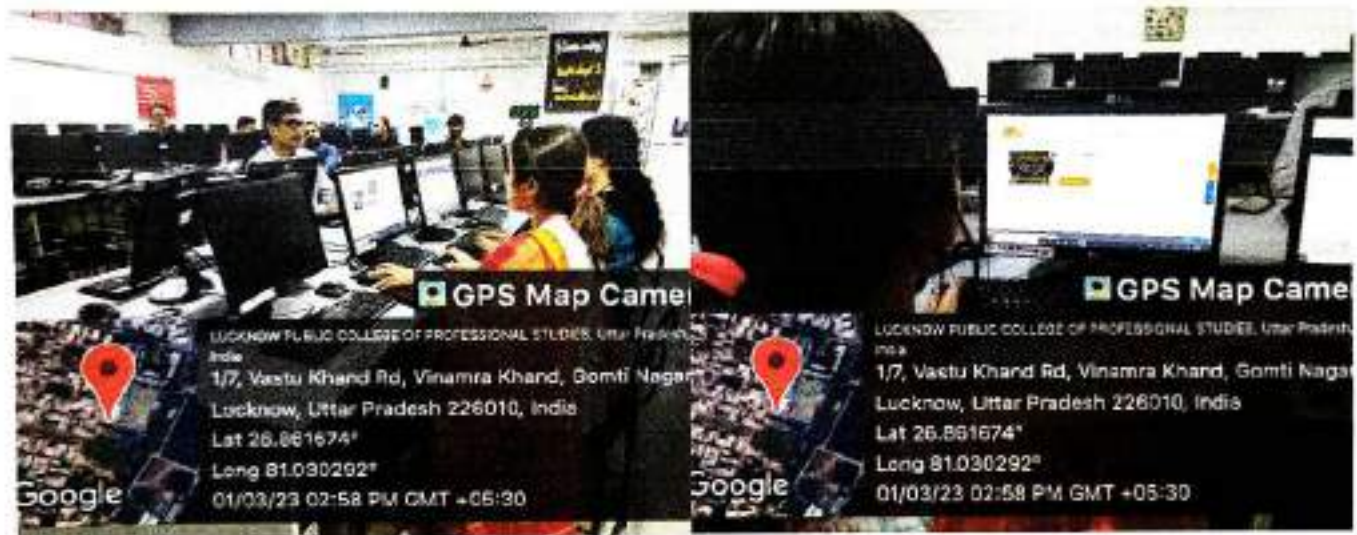 GPS Map Came
LUCKNOW PUBLIC COLLEGE OF PROFESSIONAL STUDIES, Uttar Pradesh,
India
1/7, Vastu Khand Rd, Vinamra Khand, Gomti Nagar
Lucknow, Uttar Pradesh 226010, India
Lat 26.861674°
Long 81.030292°
01/03/23 02:58 PM GMT +05:30
Google
GPS Map Came
LUCKNOW PUBLIC COLLEGE OF PROFESSIONAL STUDIES, Uttar Pradesh,
India
1/7, Vastu Khand Rd, Vinamra Khand, Gomti Nagar
Lucknow, Uttar Pradesh 226010, India
Lat 26.861674°
Long 81.030292°
01/03/23 02:58 PM GMT +05:30
Google